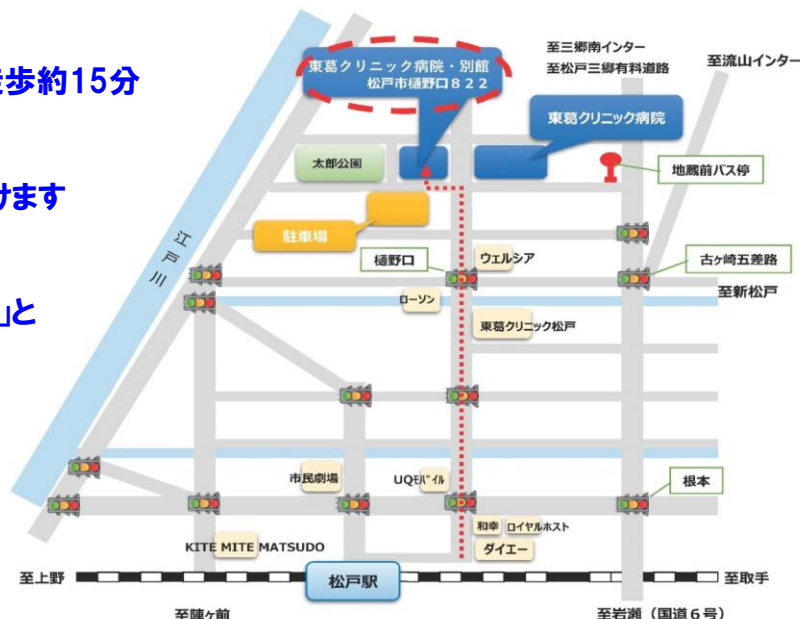 歩約15分
けます
」と
東葛クリニック病院・別館
松戸市樋野口822
至三郷南インター
至松戸三郷有料道路
至流山インター
東葛クリニック病院
太郎公園
地蔵前バス停
駐車場
江戸川
樋野口
ウェルシア
古ヶ崎五差路
至新松戸
ローソン
東葛クリニック松戸
市民劇場
UQモバイル
根本
和幸
ロイヤルホスト
KITE MITE MATSUDO
ダイエー
至上野
松戸駅
至取手
至陣ヶ前
至岩瀬(国道6号)